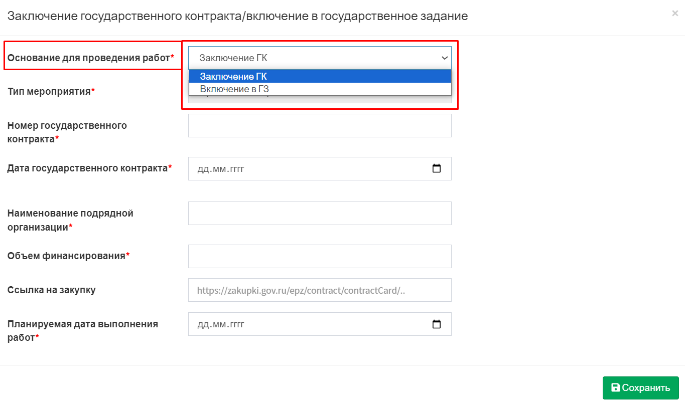 Заключение государственного контракта/включение в государственное задание
×
Основание для проведения работ*
Заключение ГК
Заключение ГК
Включение в ГЗ
Тип мероприятия*
Номер государственного
контракта*
Дата государственного контракта*
дд.мм.гггг
Наименование подрядной
организации*
Объем финансирования*
Ссылка на закупку
https://zakupki.gov.ru/epz/contract/contractCard/..
Планируемая дата выполнения
работ*
дд.мм.гггг
Сохранить